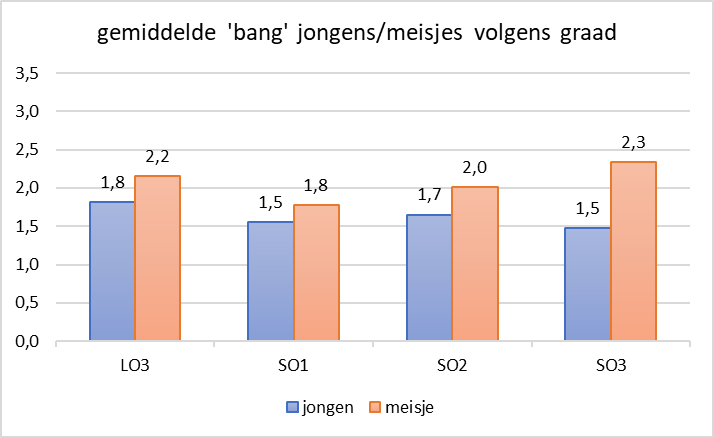 gemiddelde 'bang' jongens/meisjes volgens graad
3,5
3,0
2,5
2,0
1,5
1,0
0,5
0,0
1,8
2,2
1,5
1,8
1,7
2,0
1,5
2,3
LO3
SO1
SO2
SO3
jongen
meisje